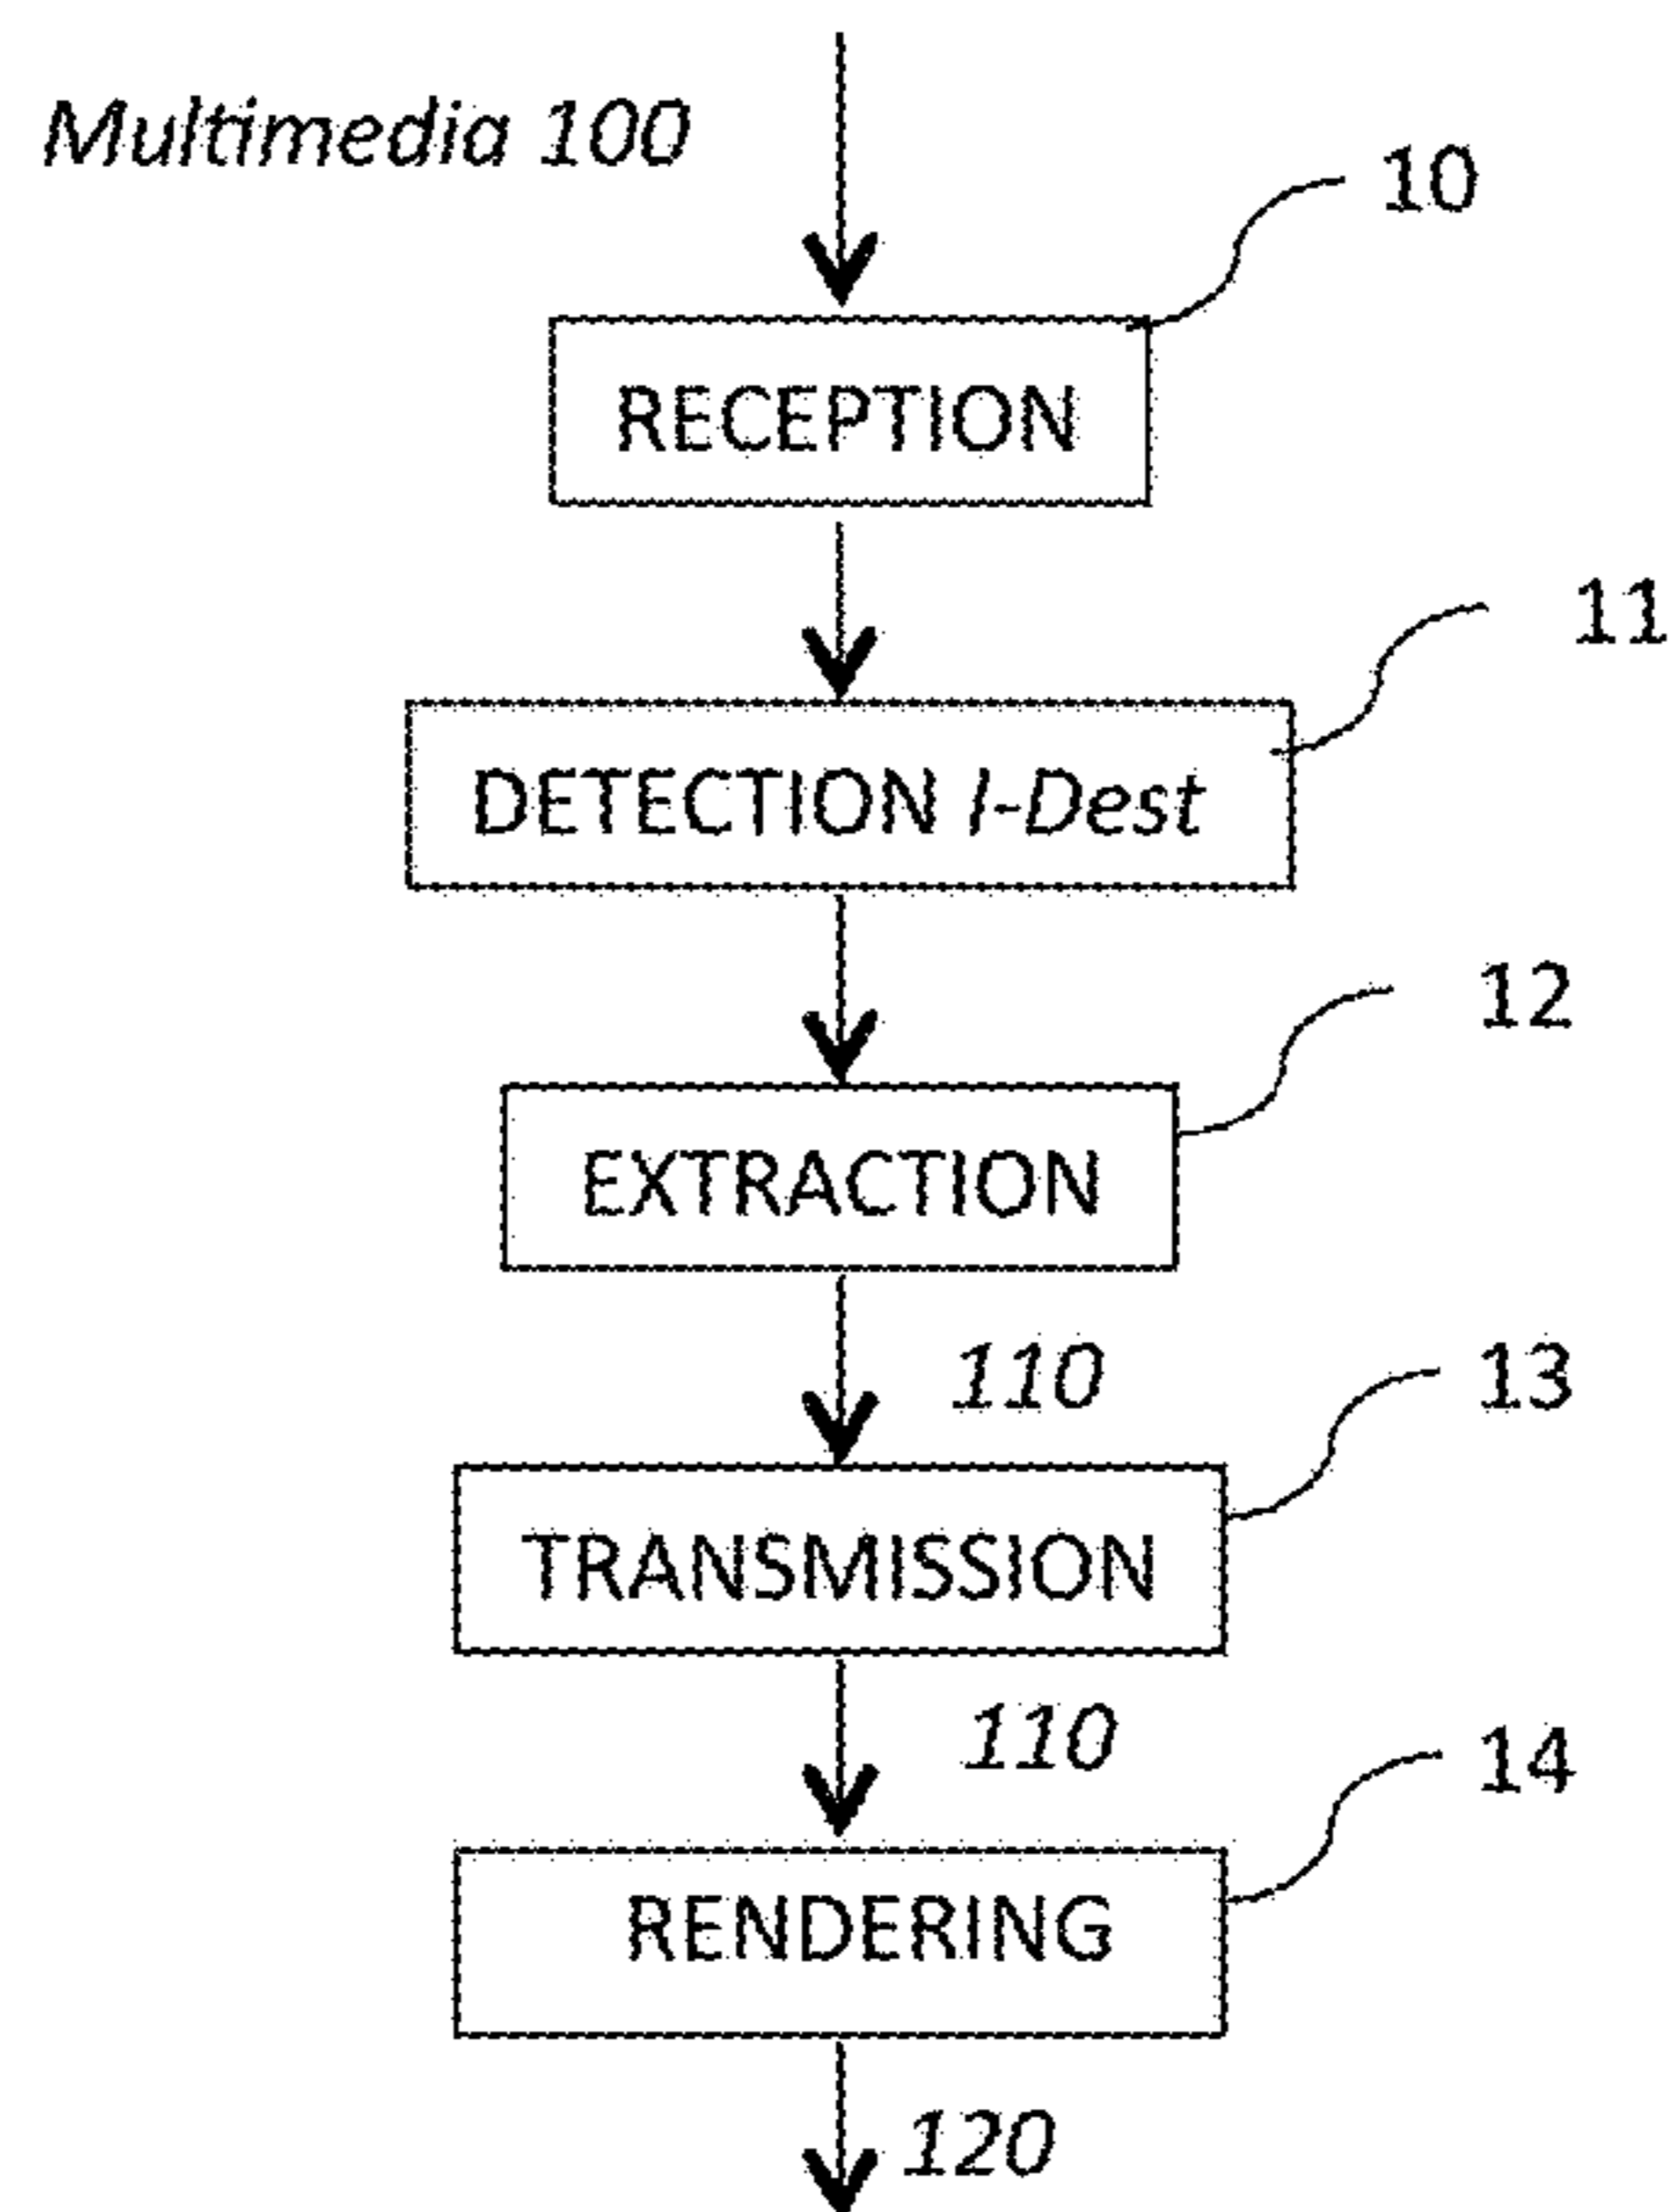 Multimedia 100
10
RECEPTION
11
DETECTION I-Dest
12
EXTRACTION
110
13
TRANSMISSION
110
14
RENDERING
120